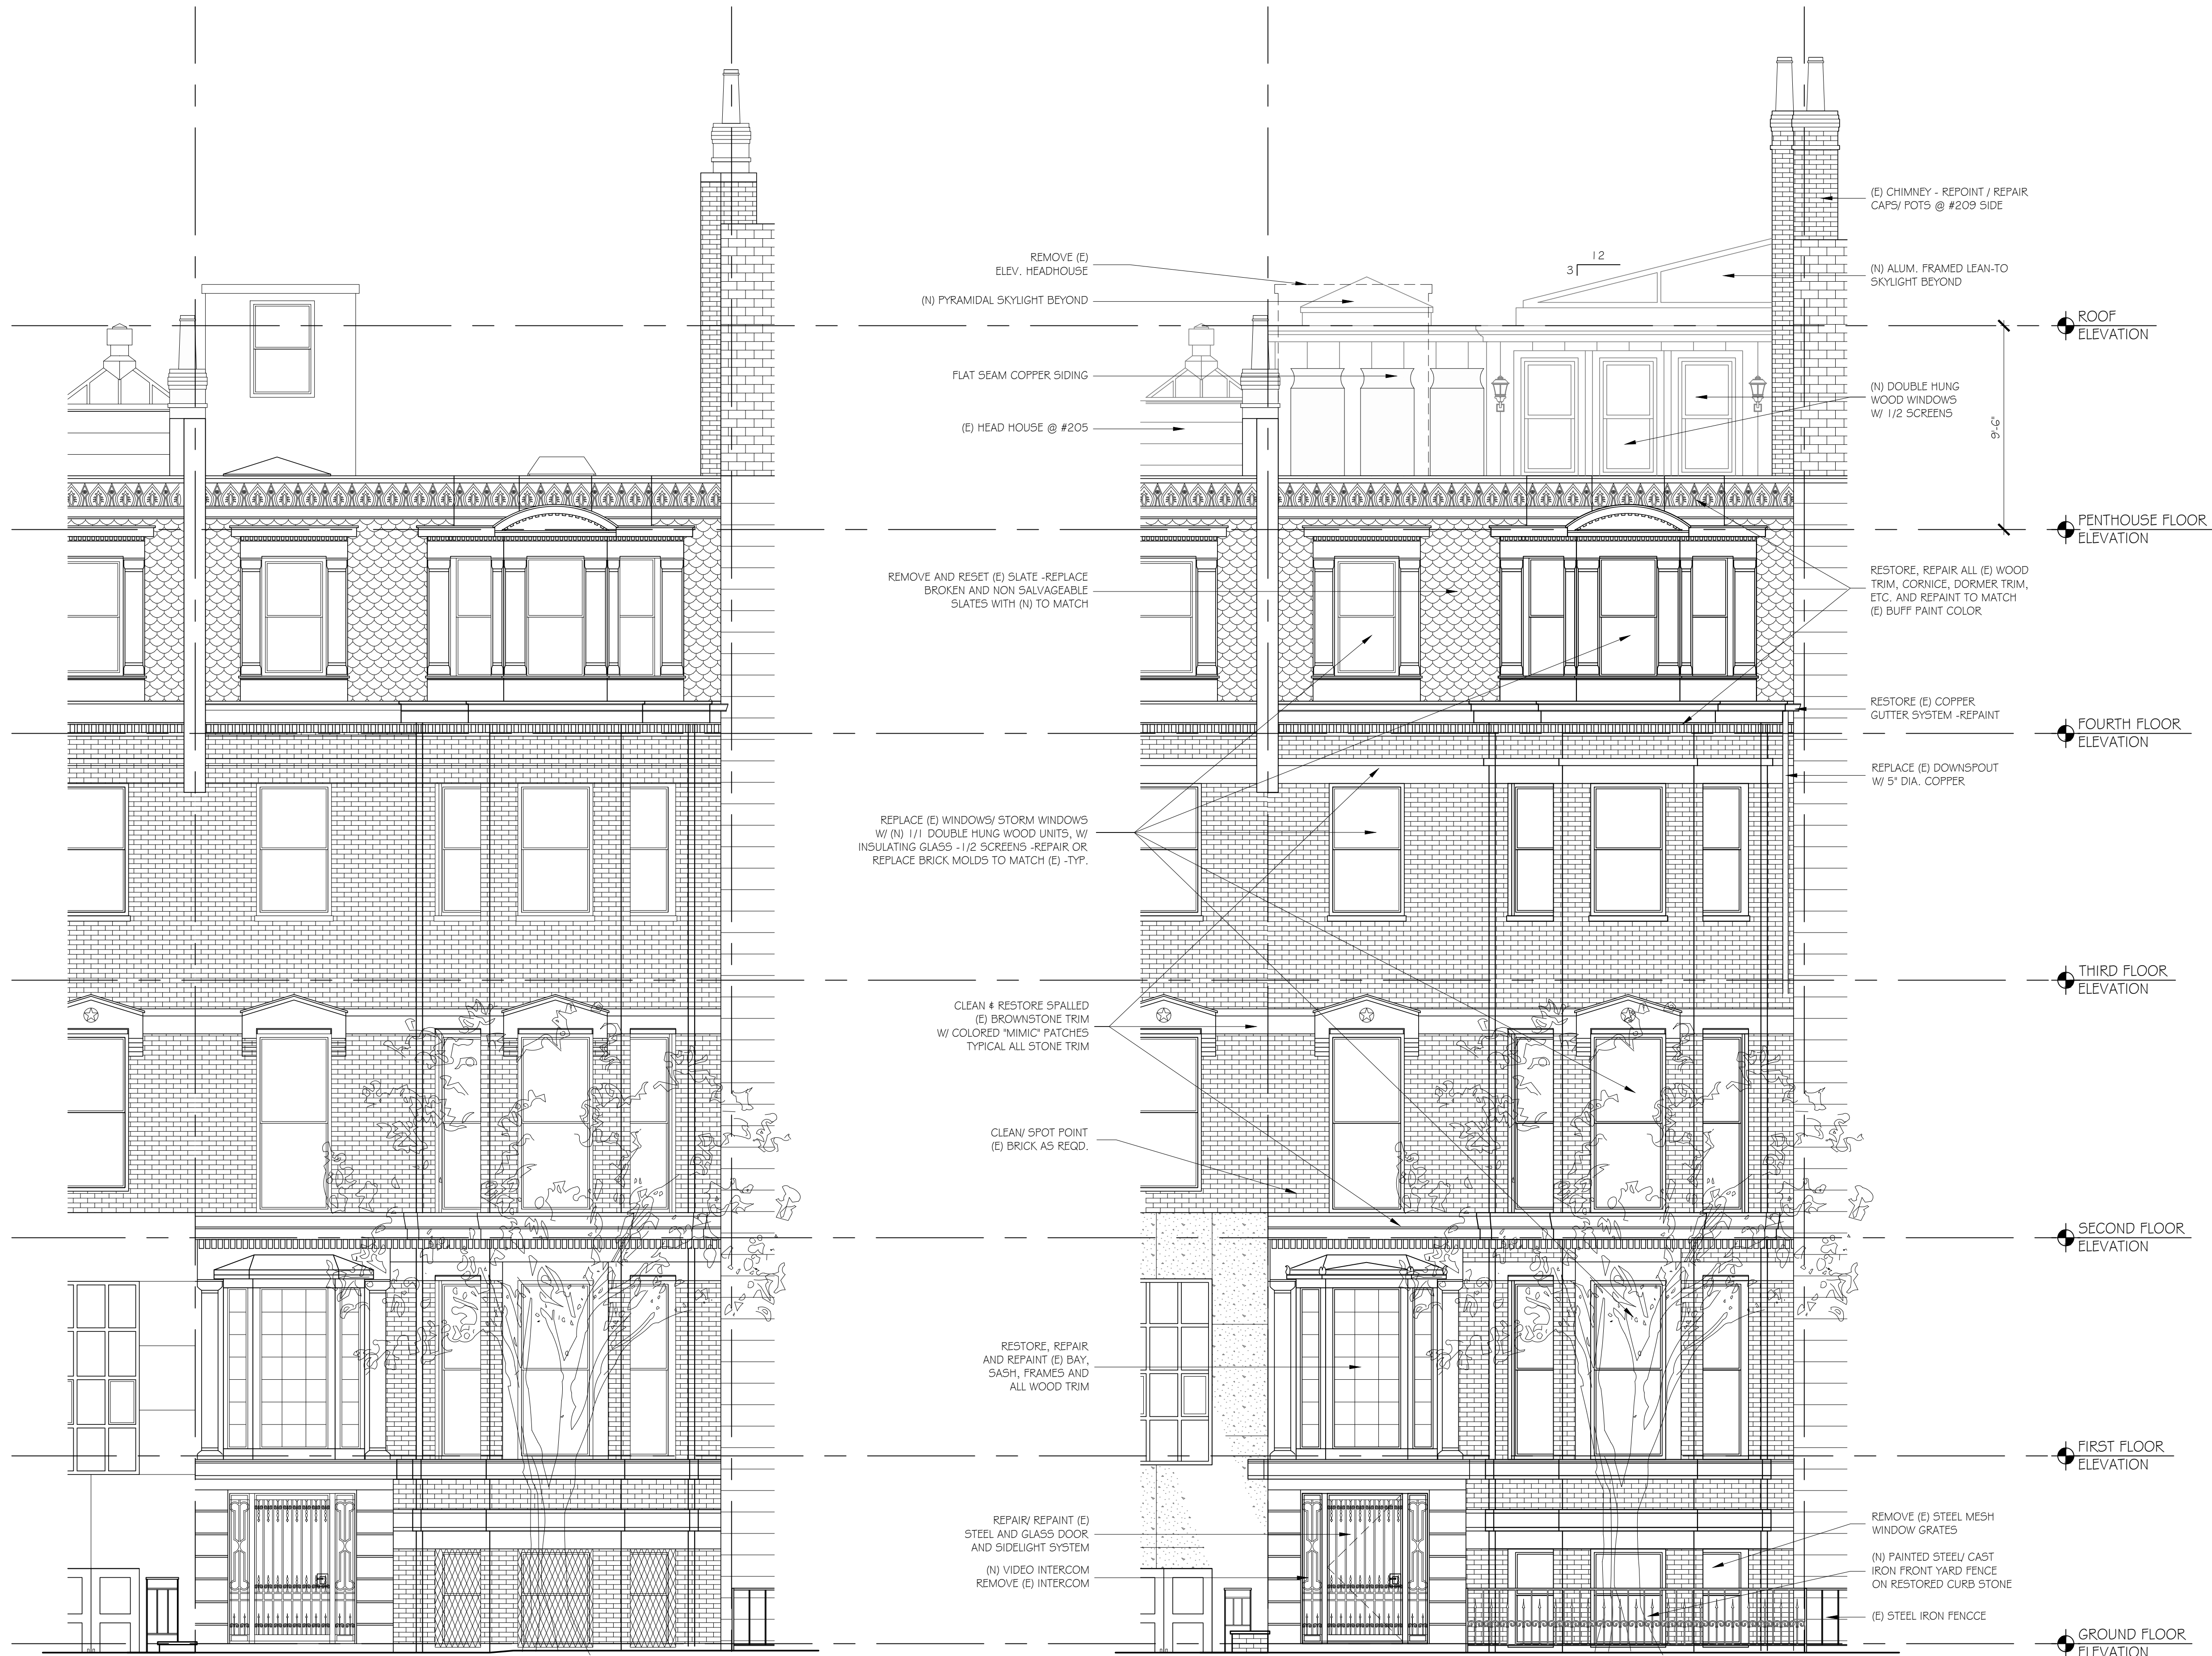 REMOVE (E)
ELEV. HEADHOUSE
(N) PYRAMIDAL SKYLIGHT BEYOND
FLAT SEAM COPPER SIDING
(E) HEAD HOUSE @ #205
REMOVE AND RESET (E) SLATE -REPLACE
BROKEN AND NON SALVAGEABLE
SLATES WITH (N) TO MATCH
REPLACE (E) WINDOWS/ STORM WINDOWS
W/ (N) 1/1 DOUBLE HUNG WOOD UNITS, W/
INSULATING GLASS -1/2 SCREENS -REPAIR OR
REPLACE BRICK MOLDS TO MATCH (E) -TYP.
CLEAN & RESTORE SPALLED
(E) BROWNSTONE TRIM
W/ COLORED "MIMIC" PATCHES
TYPICAL ALL STONE TRIM
CLEAN/ SPOT POINT
(E) BRICK AS REQD.
RESTORE, REPAIR
AND REPAINT (E) BAY,
SASH, FRAMES AND
ALL WOOD TRIM
REPAIR/ REPAINT (E)
STEEL AND GLASS DOOR
AND SIDELIGHT SYSTEM
(N) VIDEO INTERCOM
REMOVE (E) INTERCOM
12
3
(E) CHIMNEY - REPOINT / REPAIR
CAPS/ POTS @ #209 SIDE
(N) ALUM. FRAMED LEAN-TO
SKYLIGHT BEYOND
(N) DOUBLE HUNG
WOOD WINDOWS
W/ 1/2 SCREENS
9'-6"
RESTORE, REPAIR ALL (E) WOOD
TRIM, CORNICE, DORMER TRIM,
ETC. AND REPAINT TO MATCH
(E) BUFF PAINT COLOR
RESTORE (E) COPPER
GUTTER SYSTEM -REPAINT
REPLACE (E) DOWNSPOUT
W/ 5" DIA. COPPER
REMOVE (E) STEEL MESH
WINDOW GRATES
(N) PAINTED STEEL/ CAST
IRON FRONT YARD FENCE
ON RESTORED CURB STONE
(E) STEEL IRON FENCCE
ROOF
ELEVATION
PENTHOUSE FLOOR
ELEVATION
FOURTH FLOOR
ELEVATION
THIRD FLOOR
ELEVATION
SECOND FLOOR
ELEVATION
FIRST FLOOR
ELEVATION
GROUND FLOOR
ELEVATION